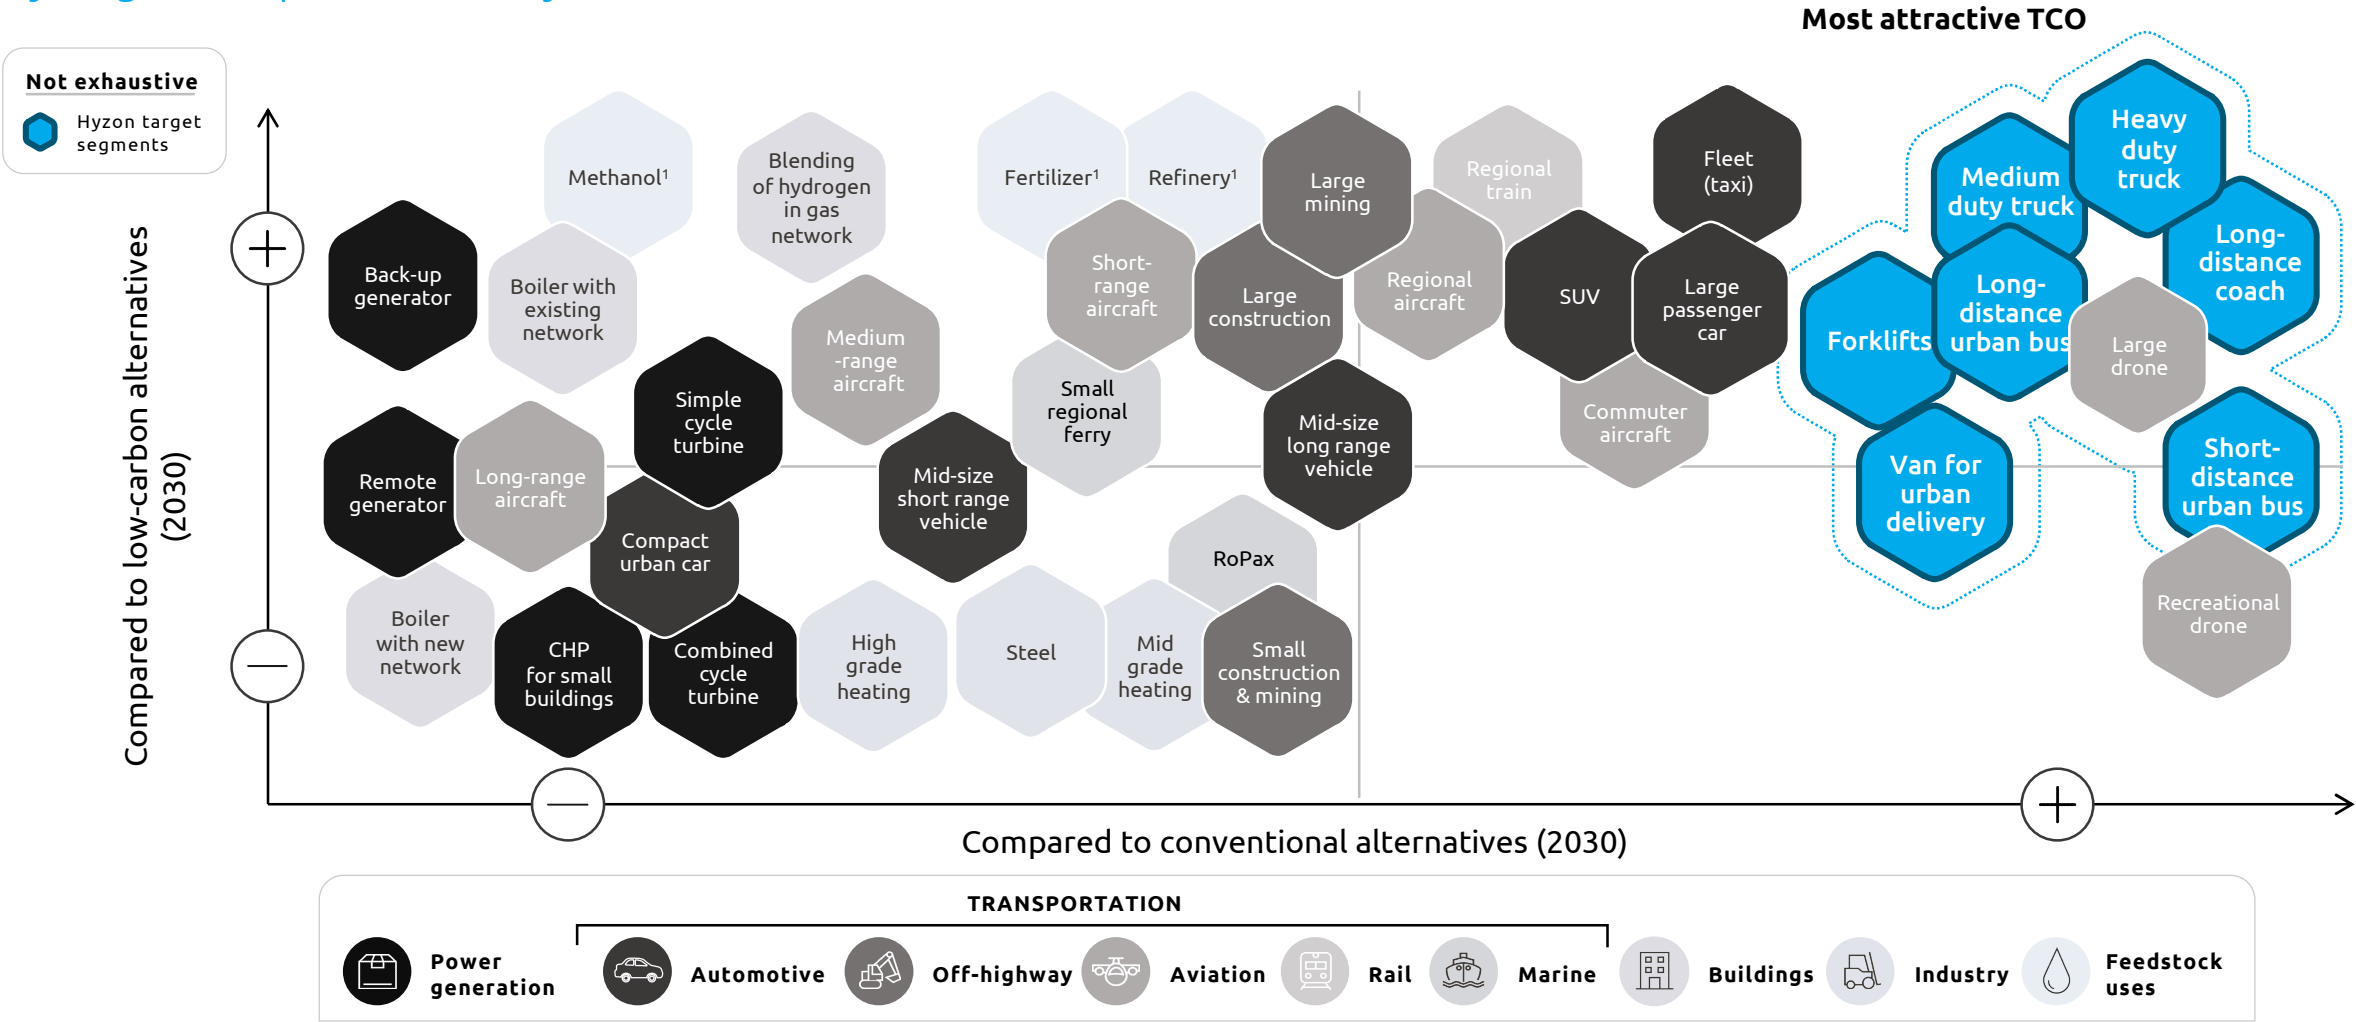 Most attractive TCO
Not exhaustive
Hyzon target
segments
Compared to low-carbon alternatives
(2030)
Methanol¹
Blending
of hydrogen
in gas
network
Fertilizer¹
Refinery¹
Large
mining
Regional
train
Fleet
(taxi)
Medium
duty truck
Heavy
duty
truck
Long-
distance
coach
Back-up
generator
Boiler with
existing
network
Medium
-range
aircraft
Short-
range
aircraft
Large
construction
Regional
aircraft
SUV
Large
passenger
car
Forklifts
Long-
distance
urban bus
Large
drone
Simple
cycle
turbine
Small
regional
ferry
Mid-size
long range
vehicle
Commuter
aircraft
Remote
generator
Long-range
aircraft
Mid-size
short range
vehicle
Van for
urban
delivery
Short-
distance
urban bus
Compact
urban car
RoPax
Recreational
drone
Boiler
with new
network
CHP
for small
buildings
Combined
cycle
turbine
High
grade
heating
Steel
Mid
grade
heating
Small
construction
& mining
Compared to conventional alternatives (2030)
TRANSPORTATION
Power
generation
Automotive
Off-highway
Aviation
Rail
Marine
Buildings
Industry
Feedstock
uses